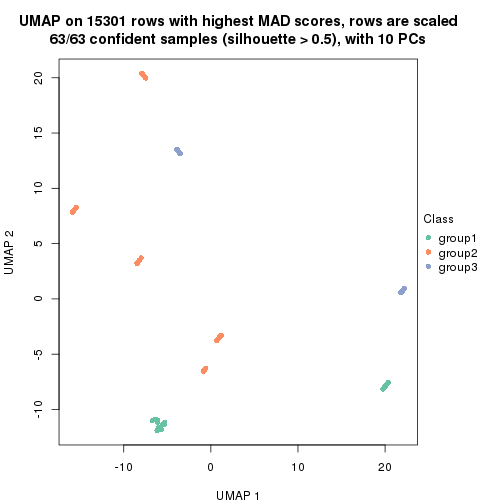 UMAP on 15301 rows with highest MAD scores, rows are scaled
63/63 confident samples (silhouette > 0.5), with 10 PCs
20
15
10
5
0
-5
-10
UMAP 2
-10
0
10
20
UMAP 1
Class
group1
group2
group3